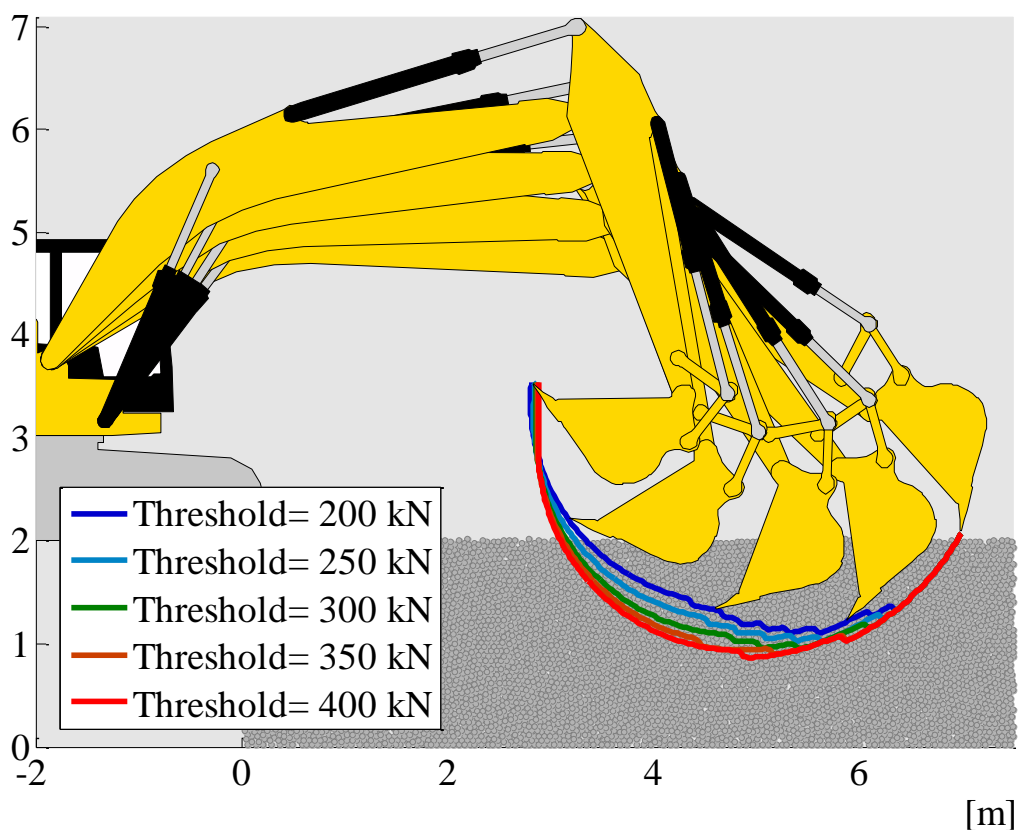 7
6
5
4
3
2
1
0
Threshold= 200 kN
Threshold= 250 kN
Threshold= 300 kN
Threshold= 350 kN
Threshold= 400 kN
-2 0 2 4 6
[m]